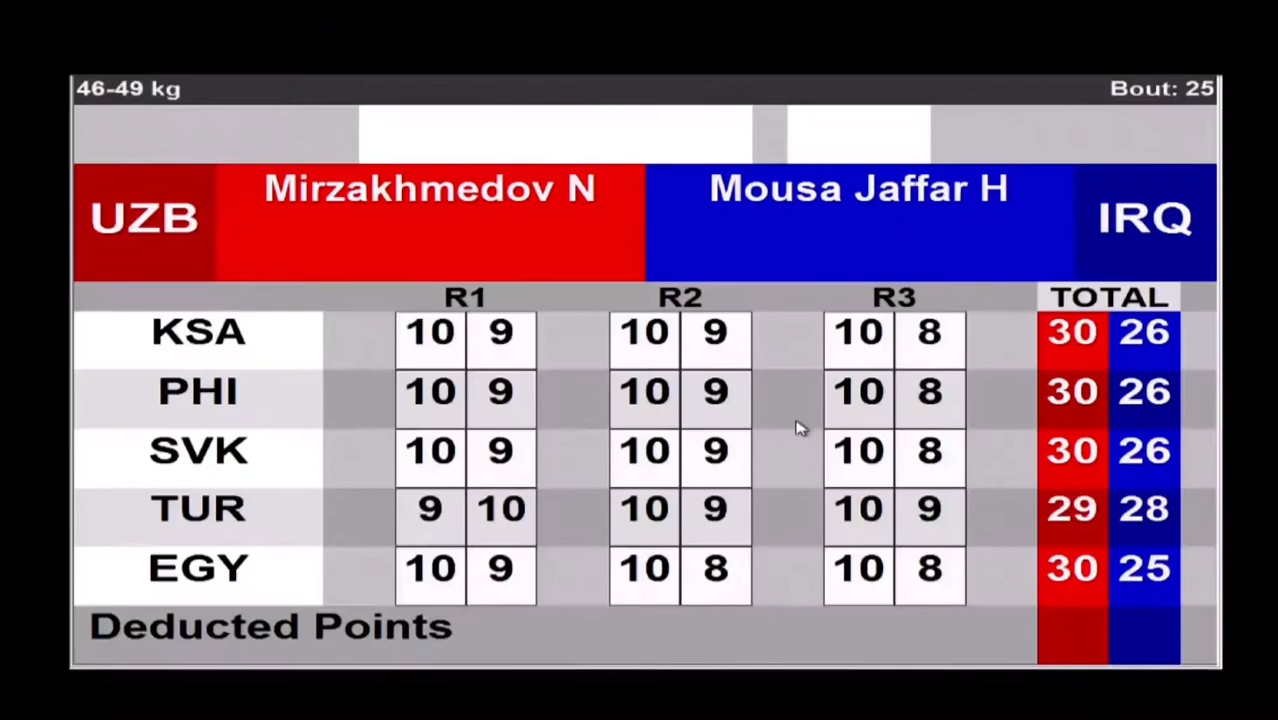 46-49 kg Bout: 25
Mirzakhmedov N Mousa Jaffar H
UZB IRQ
R1 R2 R3 TOTAL
KSA 10 9 10 9 10 8 30 26
PHI 10 9 10 9 10 8 30 26
SVK 10 9 10 9 10 8 30 26
TUR 9 10 10 9 10 9 29 28
EGY 10 9 10 8 10 8 30 25
Deducted Points